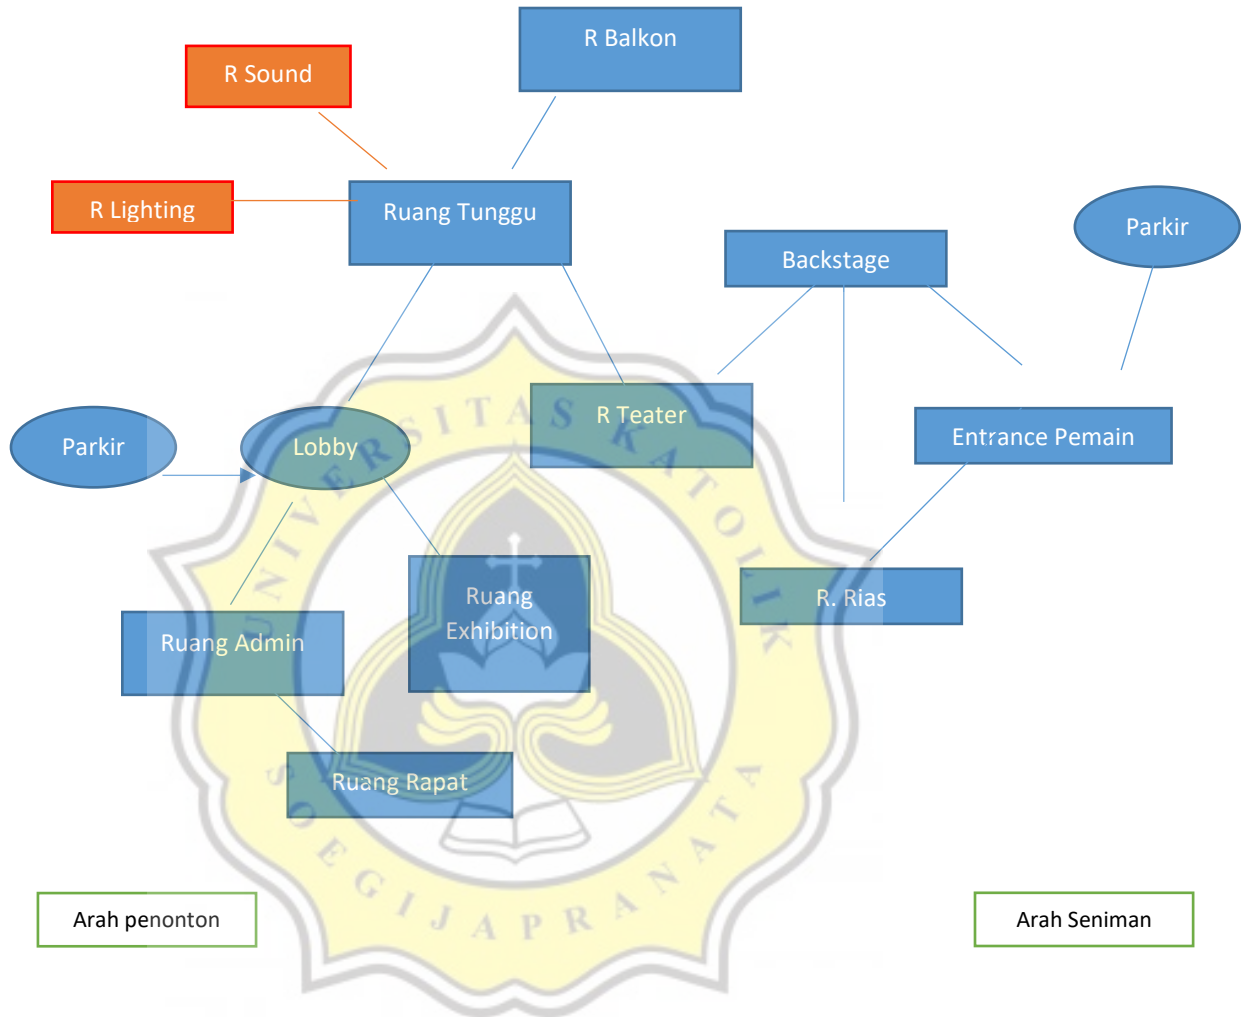 R Balkon
R Sound
R Lighting
Ruang Tunggu
Parkir
Backstage
R Teater
Parkir
Lobby
Entrance Pemain
Ruang
Exhibition
R. Rias
Ruang Admin
Ruang Rapat
Arah penonton
Arah Seniman
UNIVERSITAS KATOLIK
SOEGIJAPRANATA